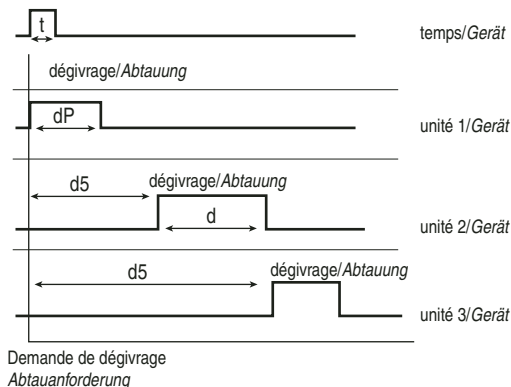 t
temps/Gerät
dégivrage/Abtauung
dP
unité 1/Gerät
d5
dégivrage/Abtauung
d
unité 2/Gerät
d5
dégivrage/Abtauung
unité 3/Gerät
Demande de dégivrage
Abtauanforderung